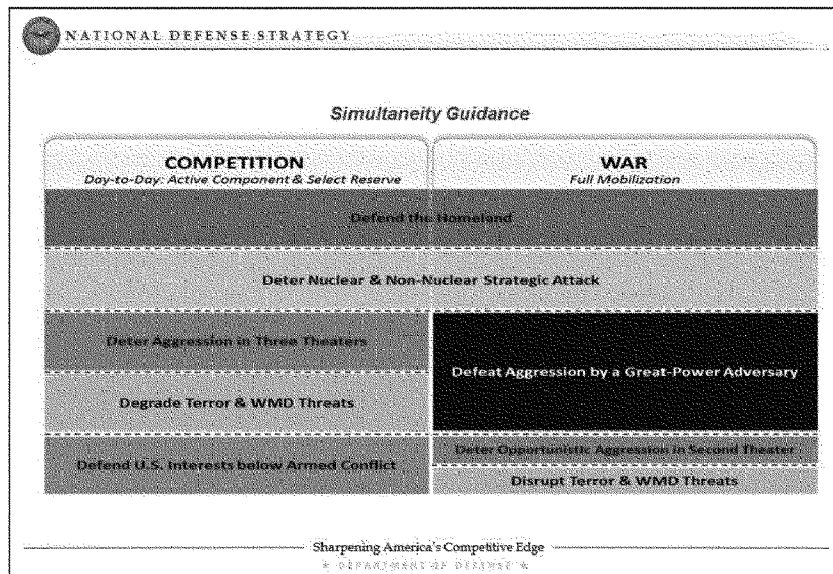 NATIONAL DEFENSE STRATEGY
Simultaneity Guidance
COMPETITION
Day-to-Day: Active Component & Select Reserve
WAR
Full Mobilization
Defend the Homeland
Deter Nuclear & Non-Nuclear Strategic Attack
Deter Aggression in Three Theaters
Degrade Terror & WMD Threats
Defend U.S. Interests below Armed Conflict
Defeat Aggression by a Great-Power Adversary
Deter Opportunistic Aggression in Second Theater
Disrupt Terror & WMD Threats
Sharpening America's Competitive Edge
★ DEPARTMENT OF DEFENSE ★